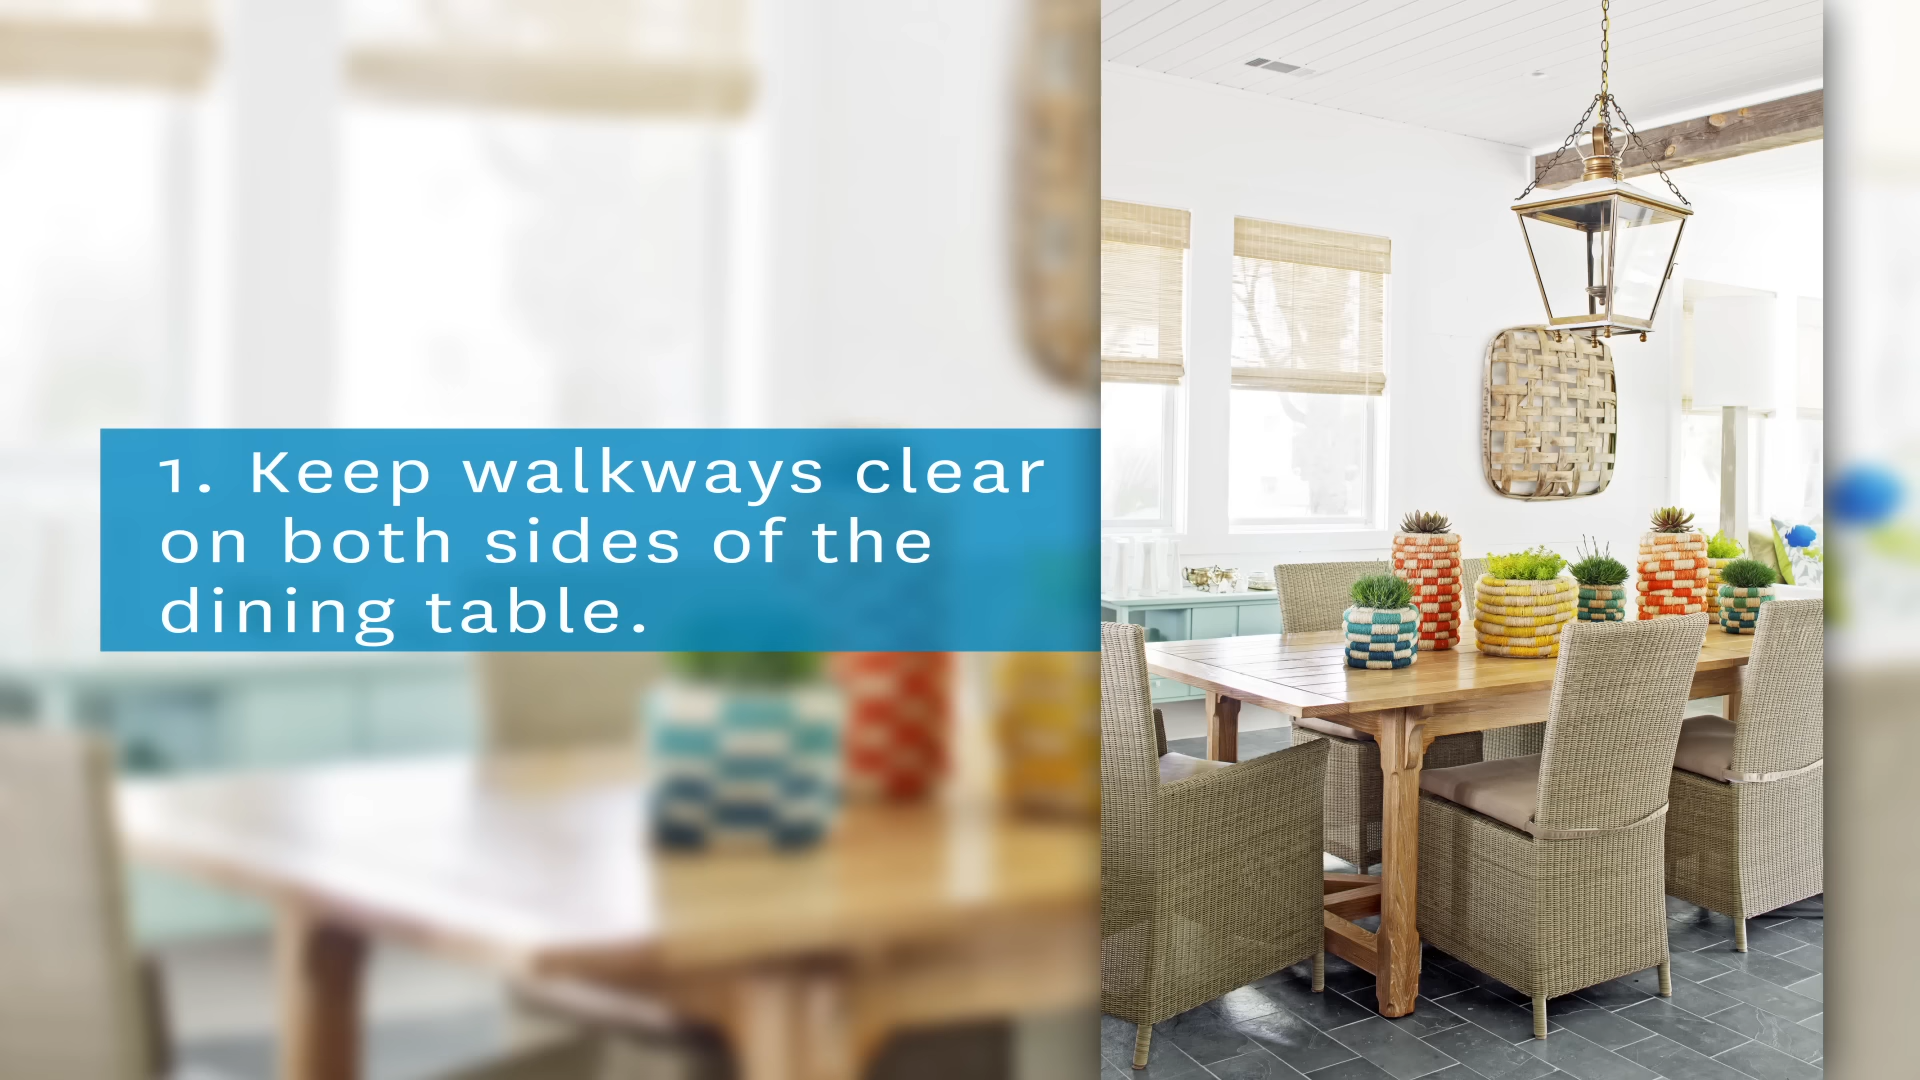 1. Keep walkways clear
on both sides of the
dining table.